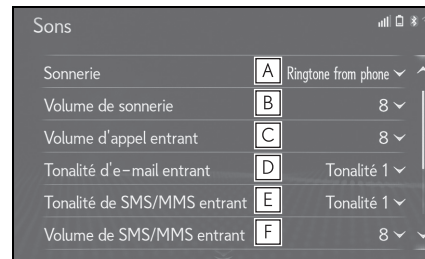 Sons
Sonnerie A Ringtone from phone
Volume de sonnerie B 8
Volume d'appel entrant C 8
Tonalité d'e-mail entrant D Tonalité 1
Tonalité de SMS/MMS entrant E Tonalité 1
Volume de SMS/MMS entrant F 8